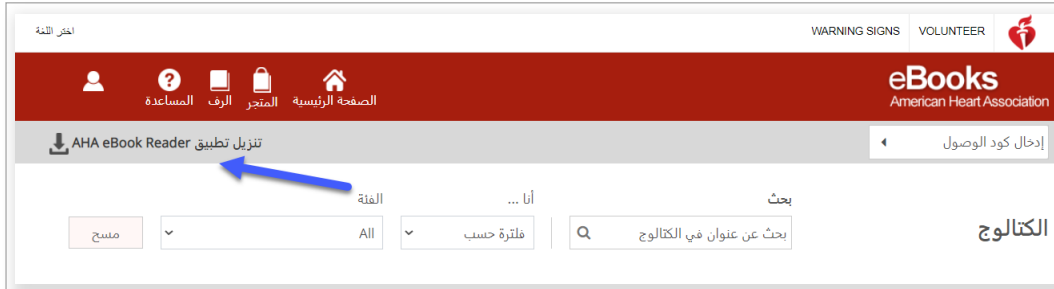 WARNING SIGNS VOLUNTEER اختر اللغة
eBooks
American Heart Association
الصفحة الرئيسية المتجر الرف المساعدة
إدخال كود الوصول
تنزيل تطبيق AHA eBook Reader
الكتالوج
بحث
بحث عن عنوان في الكتالوج
أنا ...
فلترة حسب
الفئة
All
مسح